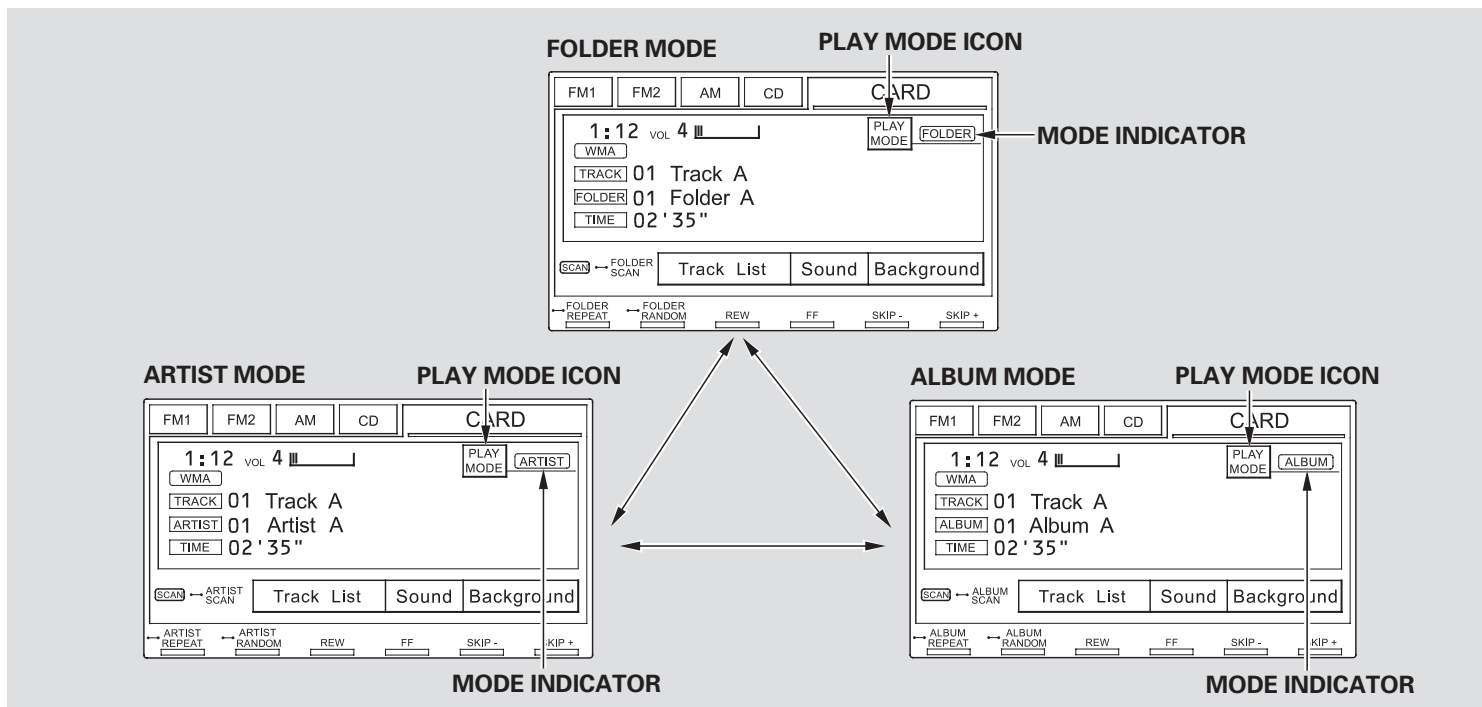 FOLDER MODE
PLAY MODE ICON
FM1 FM2 AM CD CARD
1:12 VOL 4 PLAY MODE FOLDER
MODE INDICATOR
WMA
TRACK 01 Track A
FOLDER 01 Folder A
TIME 02'35"
SCAN FOLDER SCAN Track List Sound Background
FOLDER REPEAT FOLDER RANDOM REW FF SKIP - SKIP +
ARTIST MODE
PLAY MODE ICON
FM1 FM2 AM CD CARD
1:12 VOL 4 PLAY MODE ARTIST
WMA
TRACK 01 Track A
ARTIST 01 Artist A
TIME 02'35"
SCAN ARTIST SCAN Track List Sound Background
ARTIST REPEAT ARTIST RANDOM REW FF SKIP - SKIP +
MODE INDICATOR
ALBUM MODE
PLAY MODE ICON
FM1 FM2 AM CD CARD
1:12 VOL 4 PLAY MODE ALBUM
WMA
TRACK 01 Track A
ALBUM 01 Album A
TIME 02'35"
SCAN ALBUM SCAN Track List Sound Background
ALBUM REPEAT ALBUM RANDOM REW FF SKIP - SKIP +
MODE INDICATOR